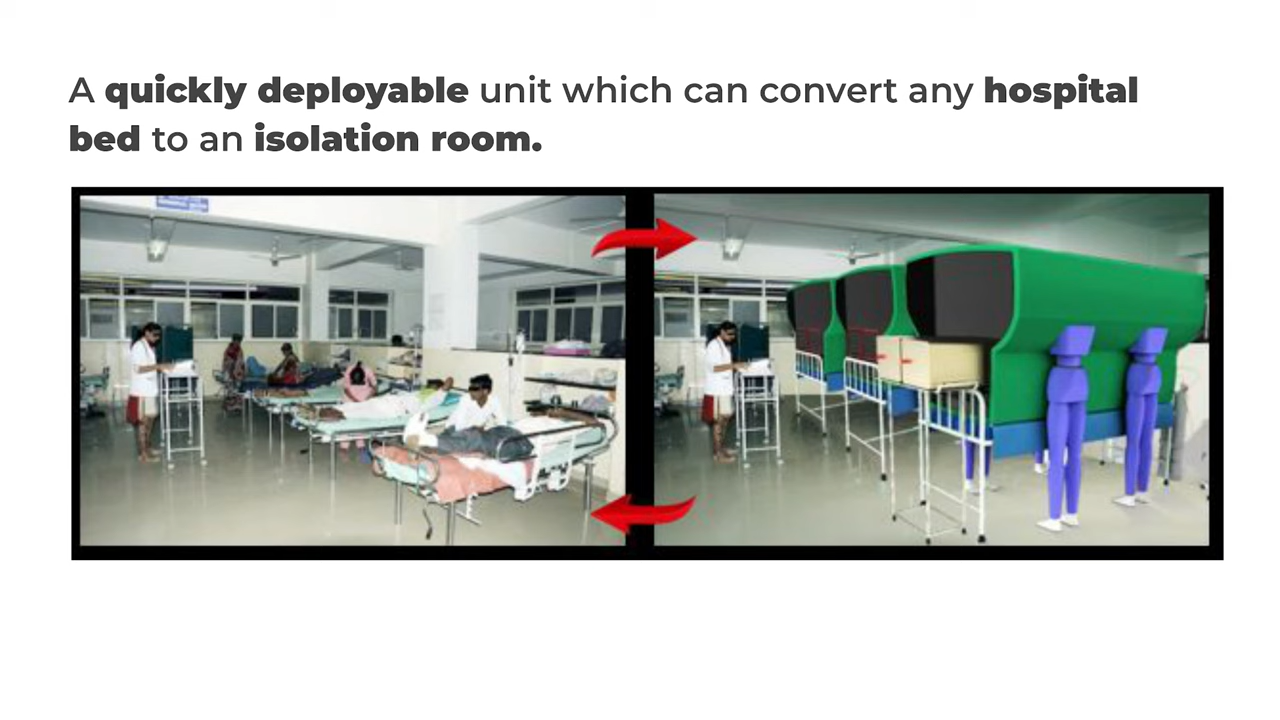 A quickly deployable unit which can convert any hospital
bed to an isolation room.